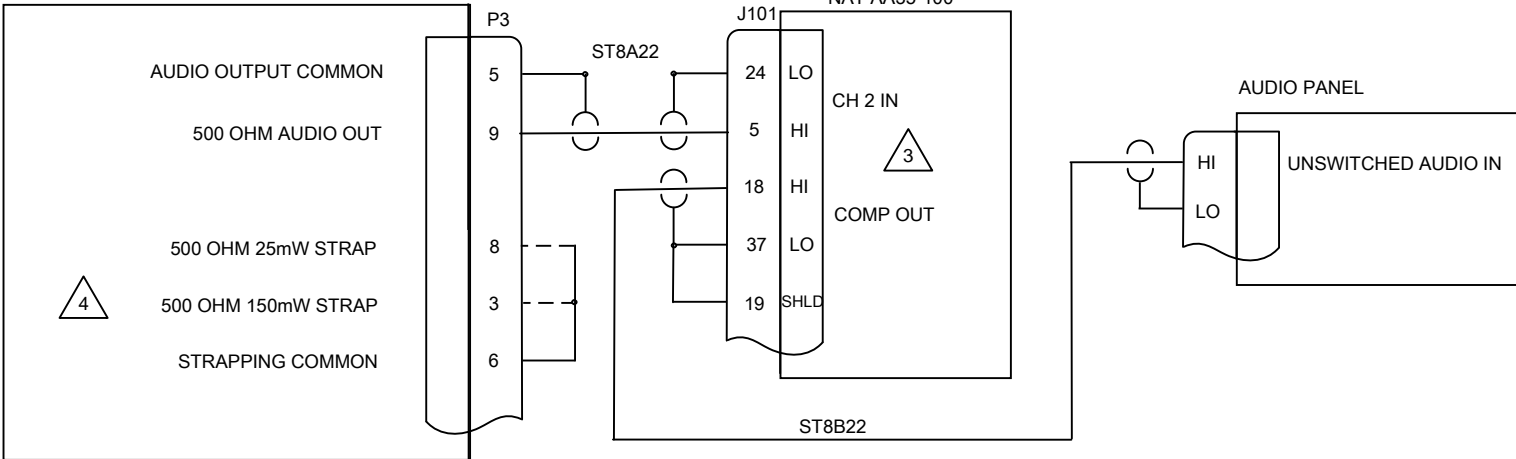 P3
AUDIO OUTPUT COMMON 5
500 OHM AUDIO OUT 9
500 OHM 25mW STRAP 8
4 500 OHM 150mW STRAP 3
STRAPPING COMMON 6
ST8A22
J101
24 LO
CH 2 IN
5 HI
3
18 HI
COMP OUT
37 LO
19 SHLD
ST8B22
AUDIO PANEL
HI UNSWITCHED AUDIO IN
LO